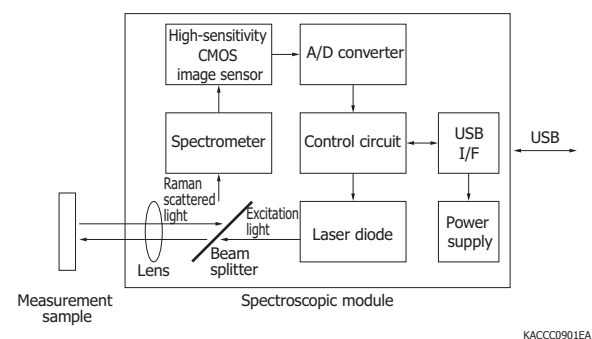 High-sensitivity
CMOS
image sensor
A/D converter
Spectrometer
Control circuit
USB
I/F
USB
Raman
scattered
light
Excitation
light
Laser diode
Power
supply
Lens
Beam
splitter
Measurement
sample
Spectroscopic module
KACCC0901EA